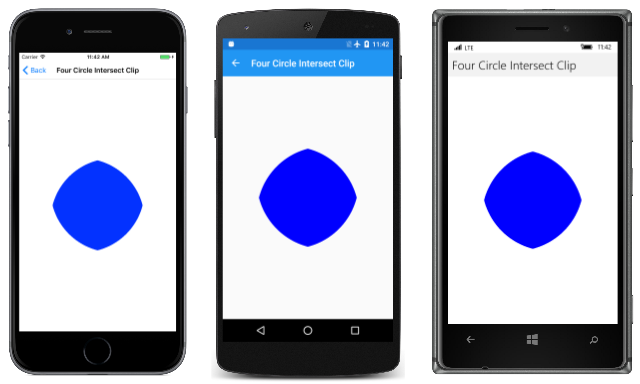 Carrier 11:42 AM
Back Four Circle Intersect Clip
11:42
Four Circle Intersect Clip
LTE 11:42
Four Circle Intersect Clip